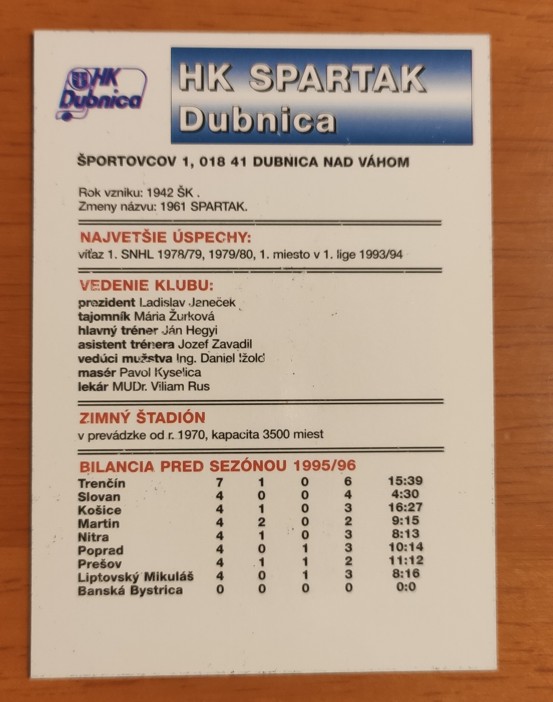 HK
Dubnica
HK SPARTAK
Dubnica
ŠPORTOVCOV 1, 018 41 DUBNICA NAD VÁHOM
Rok vzniku: 1942 ŠK .
Zmeny názvu: 1961 SPARTAK.
NAJVETŠIE ÚSPECHY:
víťaz 1. SNHL 1978/79, 1979/80, 1. miesto v 1. lige 1993/94
VEDENIE KLUBU:
prezident Ladislav Janeček
tajomník Mária Žurková
hlavný tréner Ján Hegyi
asistent trénera Jozef Zavadil
vedúci mužstva Ing. Daniel Ižold
masér Pavol Kyselica
lekár MUDr. Viliam Rus
ZIMNÝ ŠTADIÓN
v prevádzke od r. 1970, kapacita 3500 miest
BILANCIA PRED SEZÓNOU 1995/96
Trenčín 7 1 0 6 15:39
Slovan 4 0 0 4 4:30
Košice 4 1 0 3 16:27
Martin 4 2 0 2 9:15
Nitra 4 1 0 3 8:13
Poprad 4 0 1 3 10:14
Prešov 4 1 1 2 11:12
Liptovský Mikuláš 4 0 1 3 8:16
Banská Bystrica 0 0 0 0 0:0